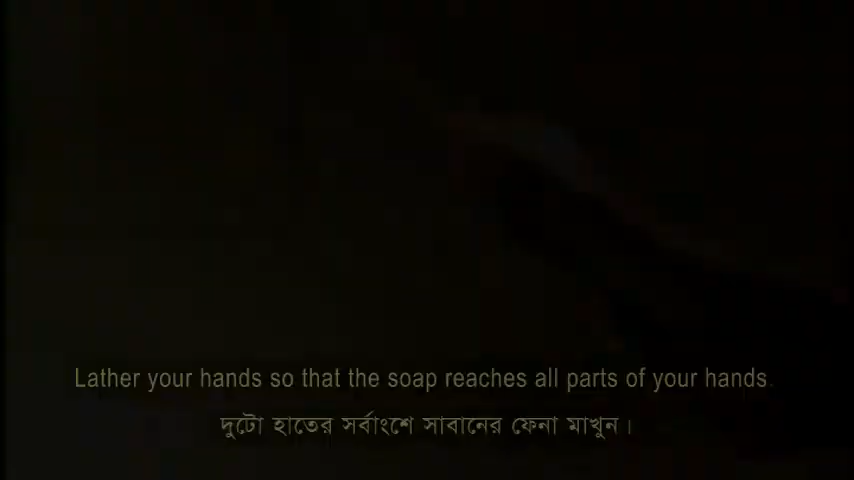 Lather your hands so that the soap reaches all parts of your hands.
দুটো হাতের সর্বাংশে সাবানের ফেনা মাখুন।